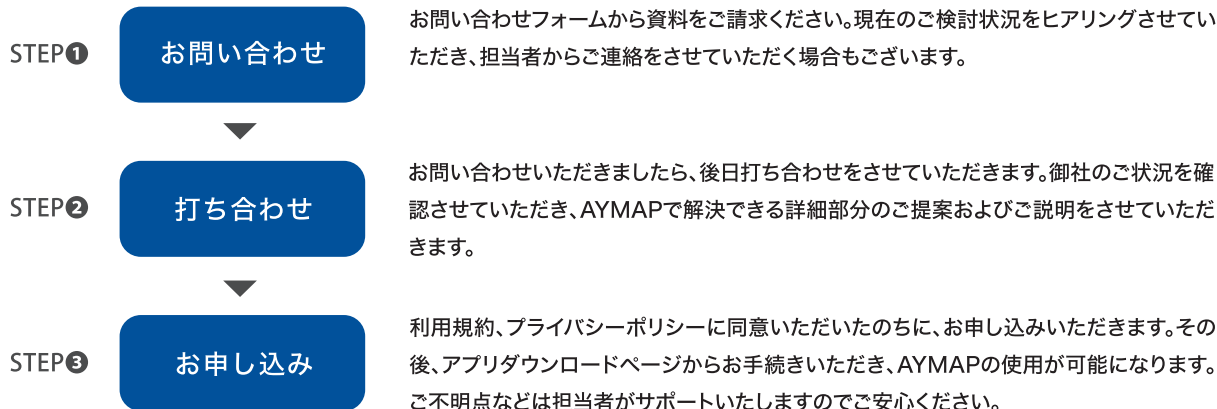 STEP❶
お問い合わせ
お問い合わせフォームから資料をご請求ください。現在のご検討状況をヒアリングさせてい
ただき、担当者からご連絡をさせていただく場合もございます。
STEP❷
打ち合わせ
お問い合わせいただきましたら、後日打ち合わせをさせていただきます。御社のご状況を確
認させていただき、AYMAPで解決できる詳細部分のご提案およびご説明をさせていただ
きます。
STEP❸
お申し込み
利用規約、プライバシーポリシーに同意いただいたのちに、お申し込みいただきます。その
後、アプリダウンロードページからお手続きいただき、AYMAPの使用が可能になります。
ご不明点などは担当者がサポートいたしますのでご安心ください。